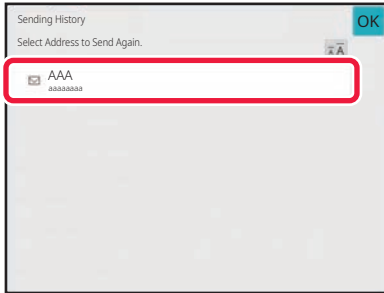 Sending History
OK
Select Address to Send Again.
AAA
aaaaaaaa